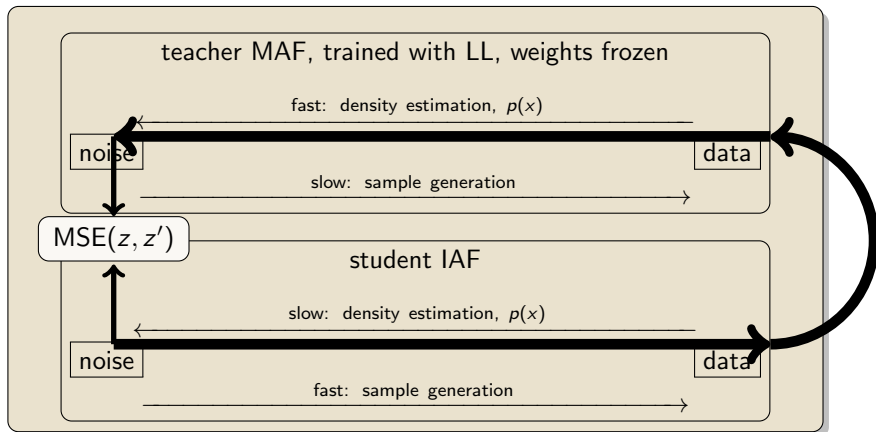 teacher MAF, trained with LL, weights frozen
fast: density estimation, p(x)
noise
data
slow: sample generation
MSE(z, z′)
student IAF
slow: density estimation, p(x)
noise
data
fast: sample generation